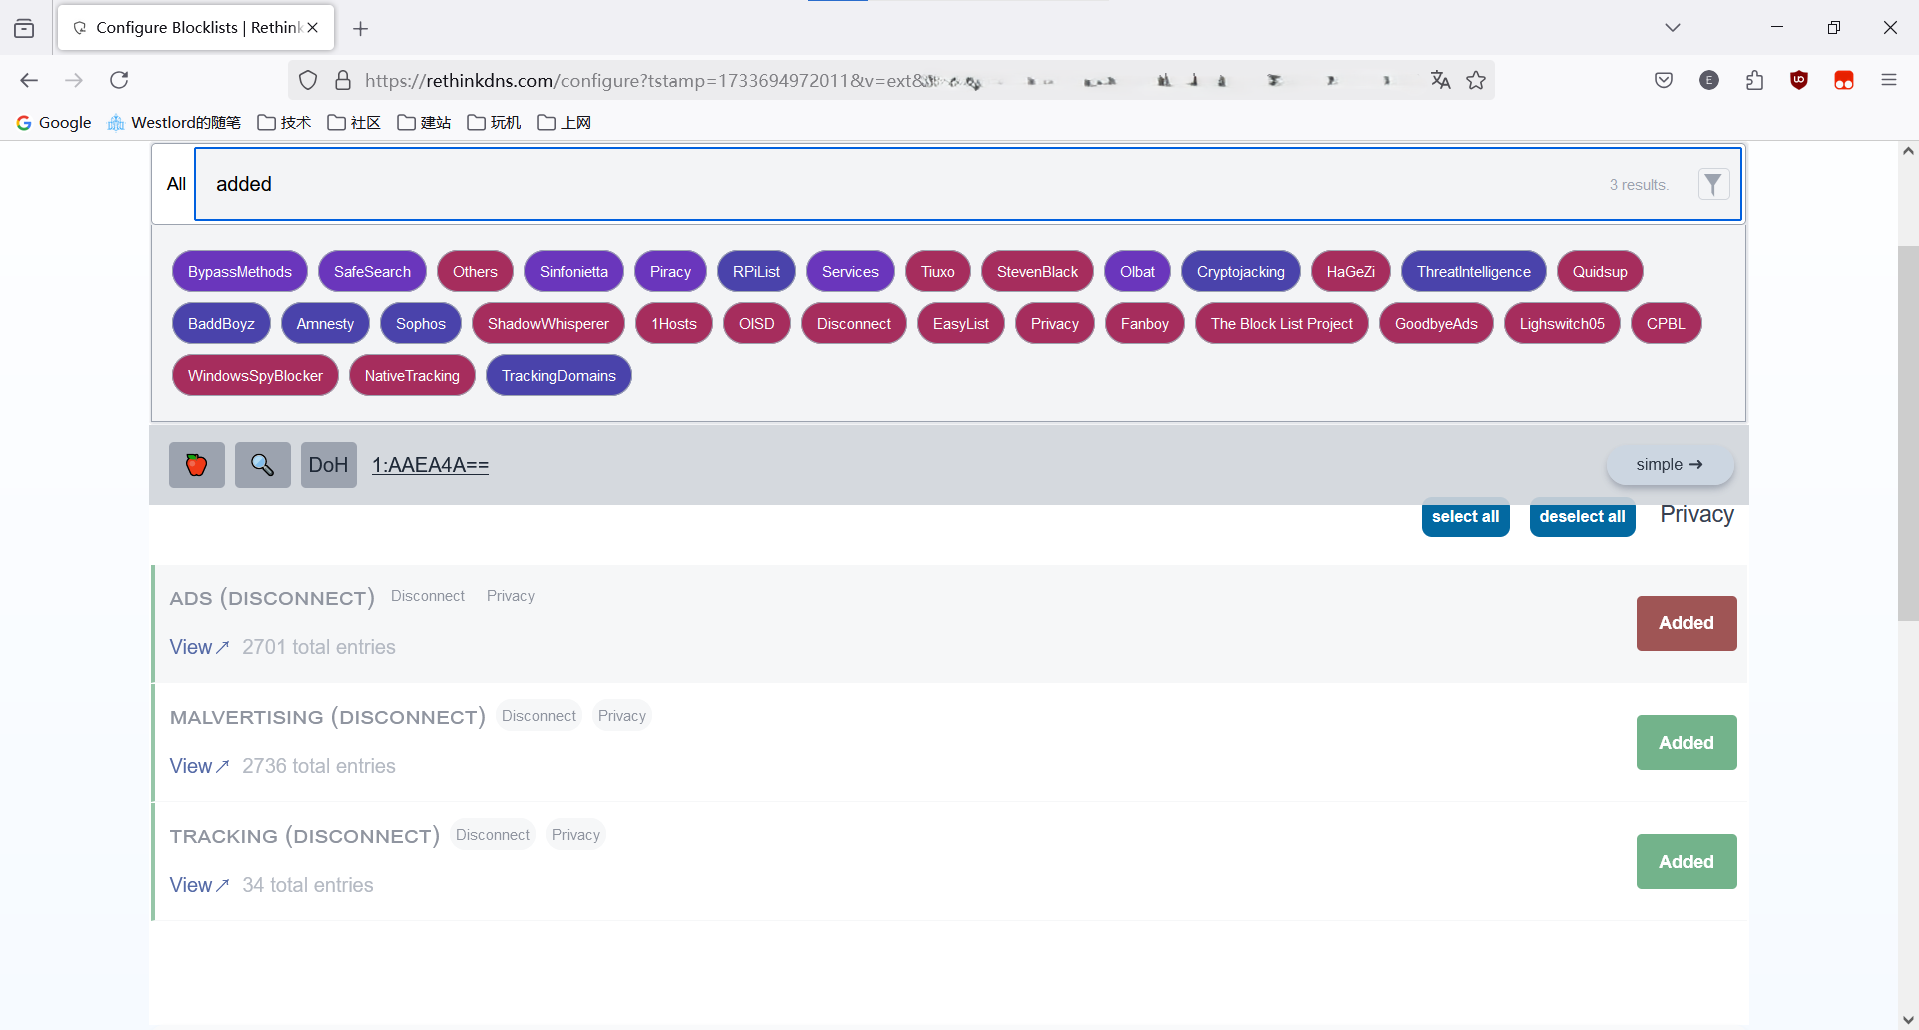 Configure Blocklists | Rethink
https://rethinkdns.com/configure?tstamp=1733694972011&v=ext&
Google Westlord的随笔 技术 社区 建站 玩机 上网
All added 3 results.
BypassMethods SafeSearch Others Sinfonietta Piracy RPiList Services Tiuxo StevenBlack Olbat Cryptojacking HaGeZi ThreatIntelligence Quidsup
BaddBoyz Amnesty Sophos ShadowWhisperer 1Hosts OISD Disconnect EasyList Privacy Fanboy The Block List Project GoodbyeAds Lighswitch05 CPBL
WindowsSpyBlocker NativeTracking TrackingDomains
DoH 1:AAEA4A== simple ➜
select all deselect all Privacy
ADS (DISCONNECT) Disconnect Privacy
Added
View↗ 2701 total entries
MALVERTISING (DISCONNECT) Disconnect Privacy
Added
View↗ 2736 total entries
TRACKING (DISCONNECT) Disconnect Privacy
Added
View↗ 34 total entries